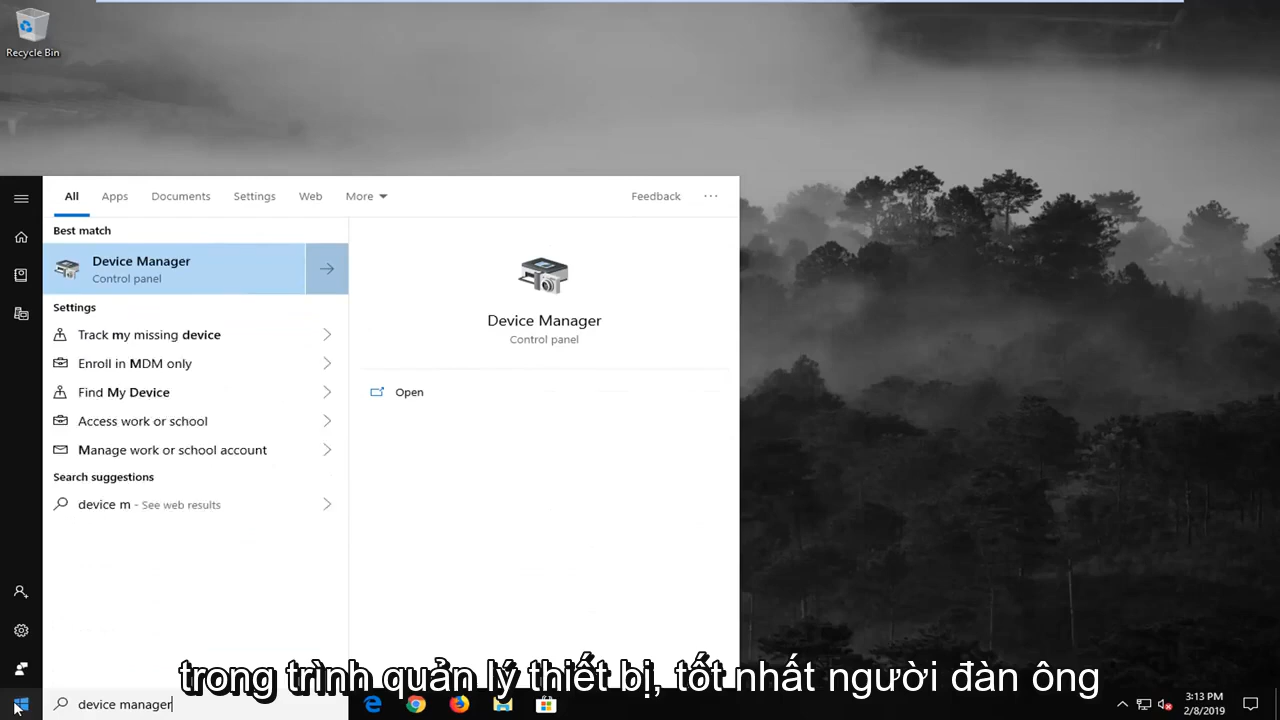 Recycle Bin
All Apps Documents Settings Web More Feedback ...
Best match
Device Manager
Control panel
Settings
Track my missing device
Enroll in MDM only
Find My Device
Access work or school
Manage work or school account
Search suggestions
device m - See web results
Device Manager
Control panel
Open
trong trình quản lý thiết bị, tốt nhất người đàn ông
device manager
3:13 PM
2/8/2019